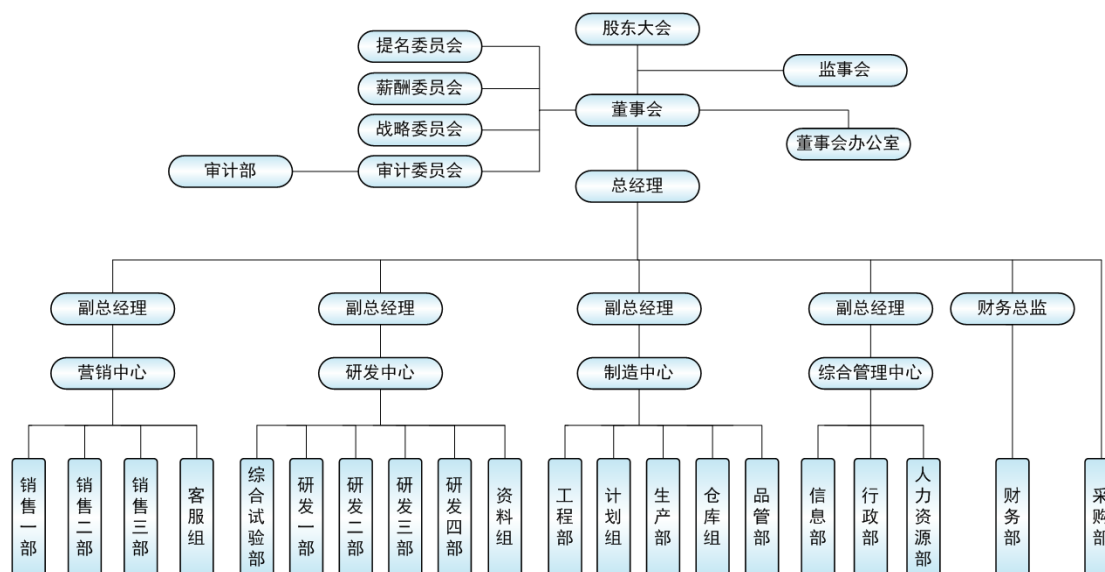 股东大会
提名委员会
监事会
薪酬委员会
董事会
战略委员会
董事会办公室
审计部
审计委员会
总经理
副总经理
副总经理
副总经理
副总经理
财务总监
营销中心
研发中心
制造中心
综合管理中心
销售一部
销售二部
销售三部
客服组
综合试验部
研发一部
研发二部
研发三部
研发四部
资料组
工程部
计划组
生产部
仓库组
品管部
信息部
行政部
人力资源部
财务部
采购部